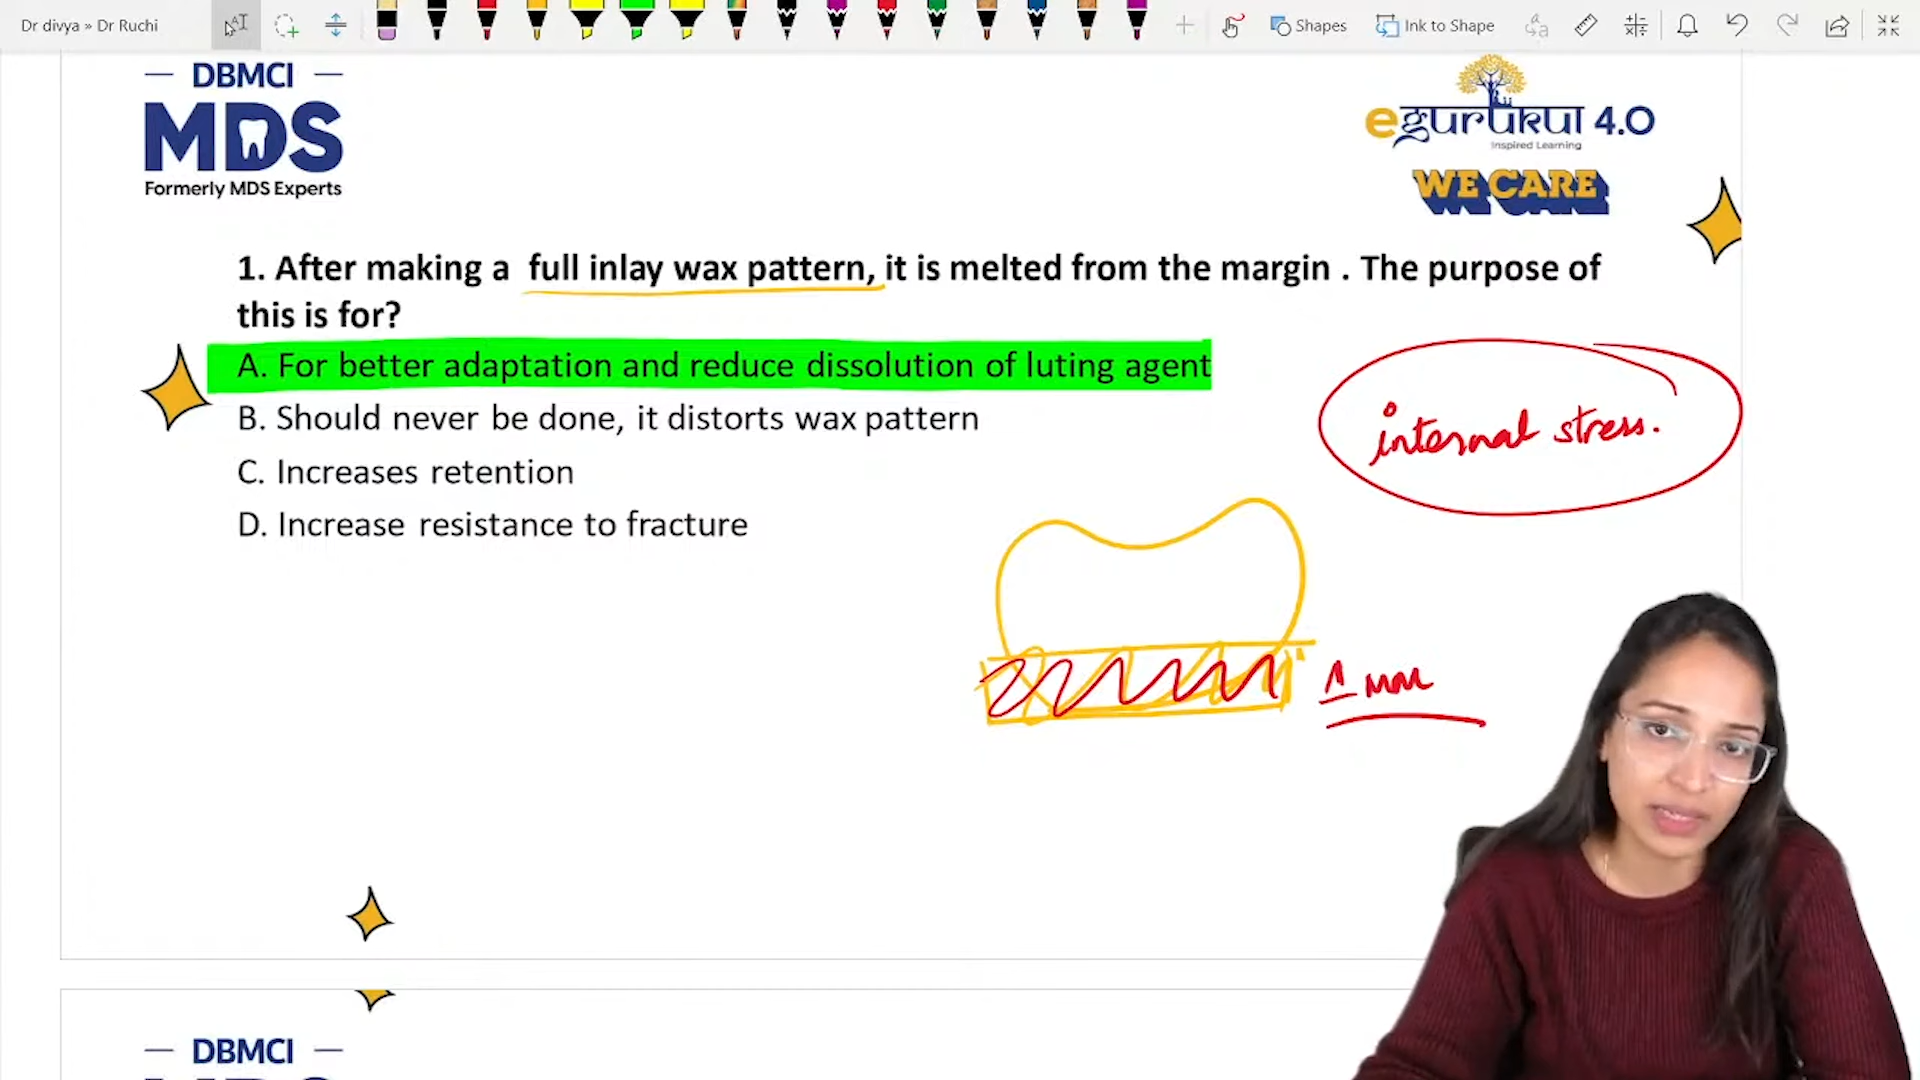 Dr divya » Dr Ruchi
Shapes
Ink to Shape
DBMCI
MDS
Formerly MDS Experts
egurukul 4.0
Inspired Learning
WE CARE
1. After making a full inlay wax pattern, it is melted from the margin . The purpose of
this is for?
A. For better adaptation and reduce dissolution of luting agent
B. Should never be done, it distorts wax pattern
C. Increases retention
D. Increase resistance to fracture
internal stress.
1 mm
DBMCI